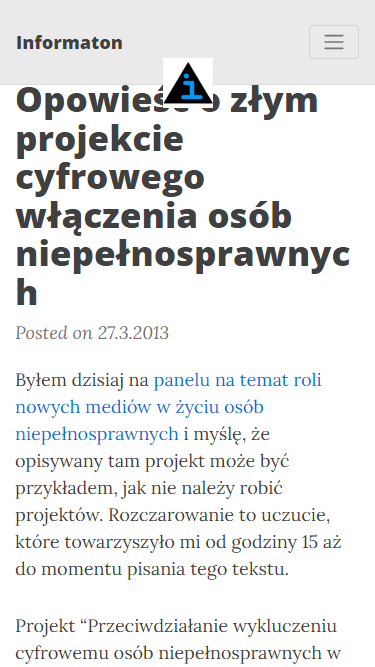 Informaton
i
Opowieść o złym
projekcie
cyfrowego
włączenia osób
niepełnosprawnyc
h
Posted on 27.3.2013
Byłem dzisiaj na panelu na temat roli
nowych mediów w życiu osób
niepełnosprawnych i myślę, że
opisywany tam projekt może być
przykładem, jak nie należy robić
projektów. Rozczarowanie to uczucie,
które towarzyszyło mi od godziny 15 aż
do momentu pisania tego tekstu.
Projekt “Przeciwdziałanie wykluczeniu
cyfrowemu osób niepełnosprawnych w